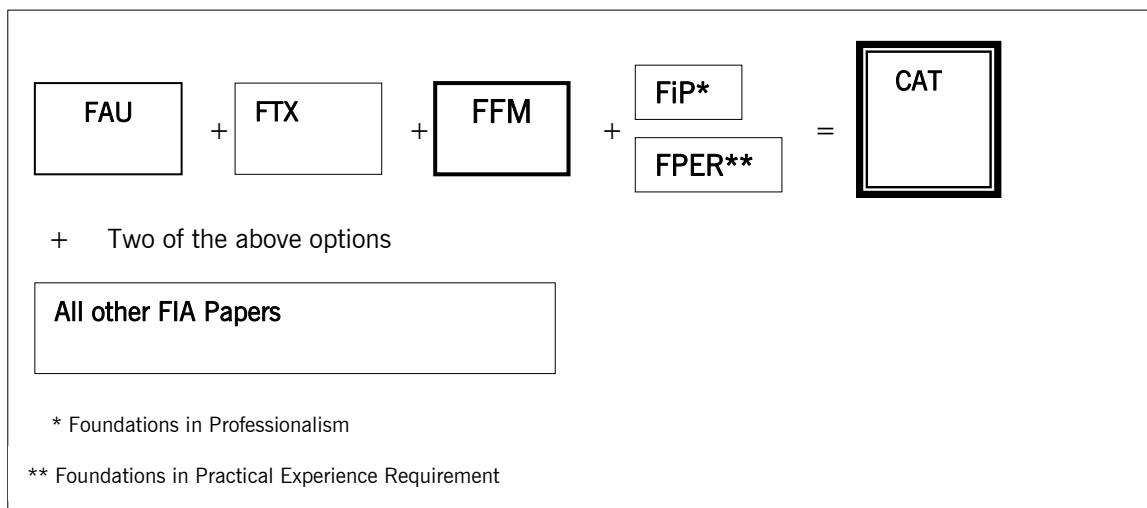 FAU + FTX + FFM + FiP* = CAT
FPER**
+ Two of the above options
All other FIA Papers
* Foundations in Professionalism
** Foundations in Practical Experience Requirement